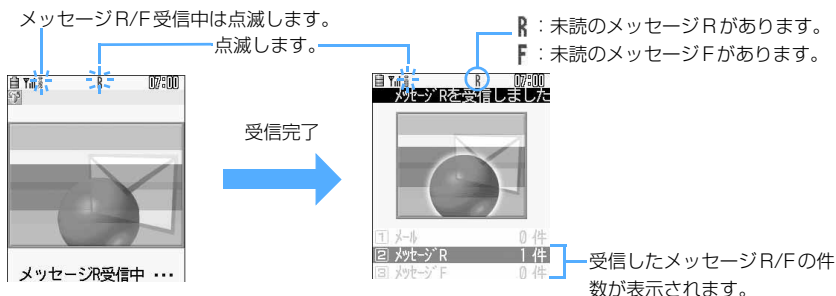 メッセージR/F受信中は点滅します。
点滅します。
R：未読のメッセージRがあります。
F：未読のメッセージFがあります。
R 07:00
メッセージR受信中 ･･･
受信完了
R 07:00
メッセージRを受信しました
1 メール 0件
2 メッセージR 1件
3 メッセージF 0件
受信したメッセージR/Fの件
数が表示されます。